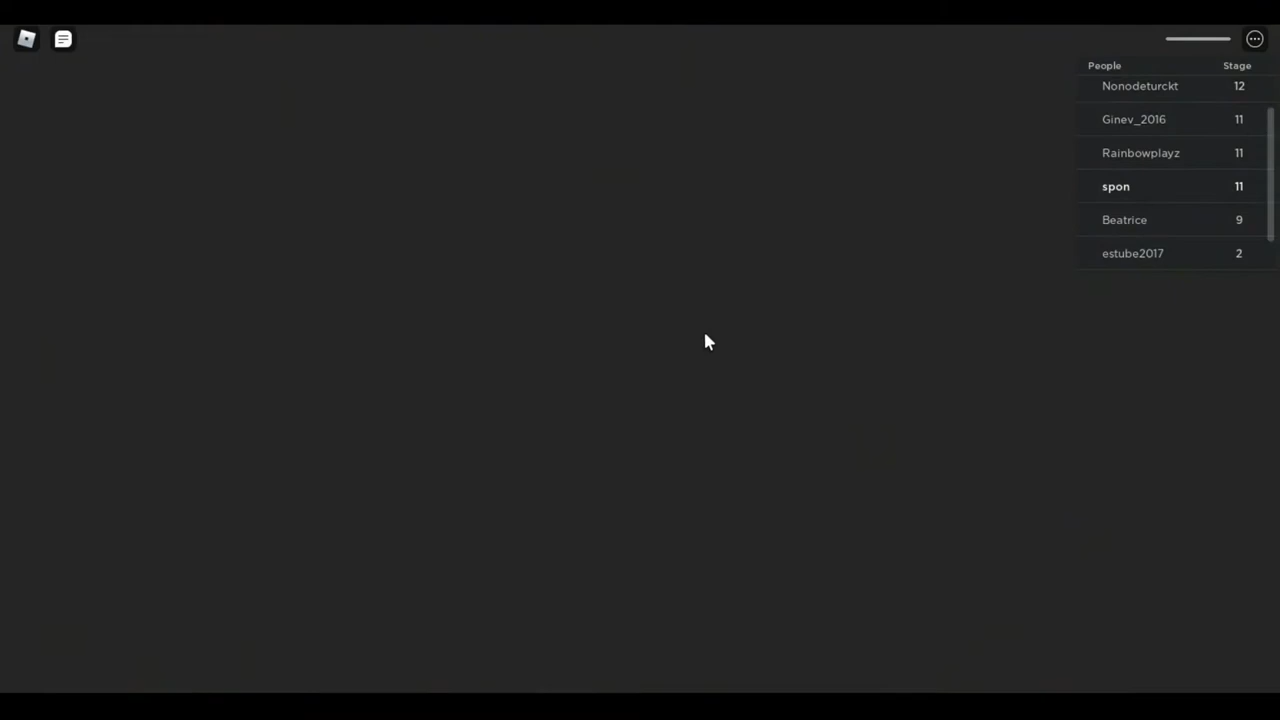 People Stage
Nonodeturckt 12
Ginev_2016 11
Rainbowplayz 11
spon 11
Beatrice 9
estube2017 2